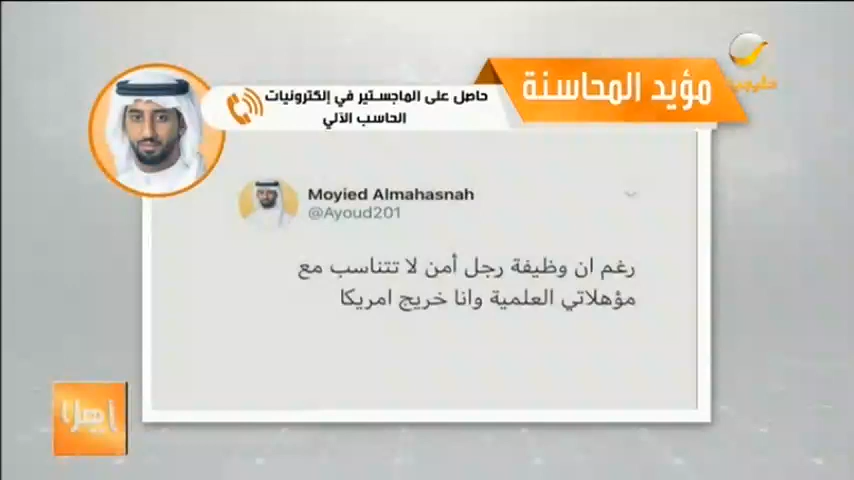 مؤيد المحاسنة
حاصل على الماجستير في إلكترونيات
الحاسب الآلي
Moyied Almahasnah
@Ayoud201
رغم ان وظيفة رجل أمن لا تتناسب مع
مؤهلاتي العلمية وانا خريج امريكا
ياهلا